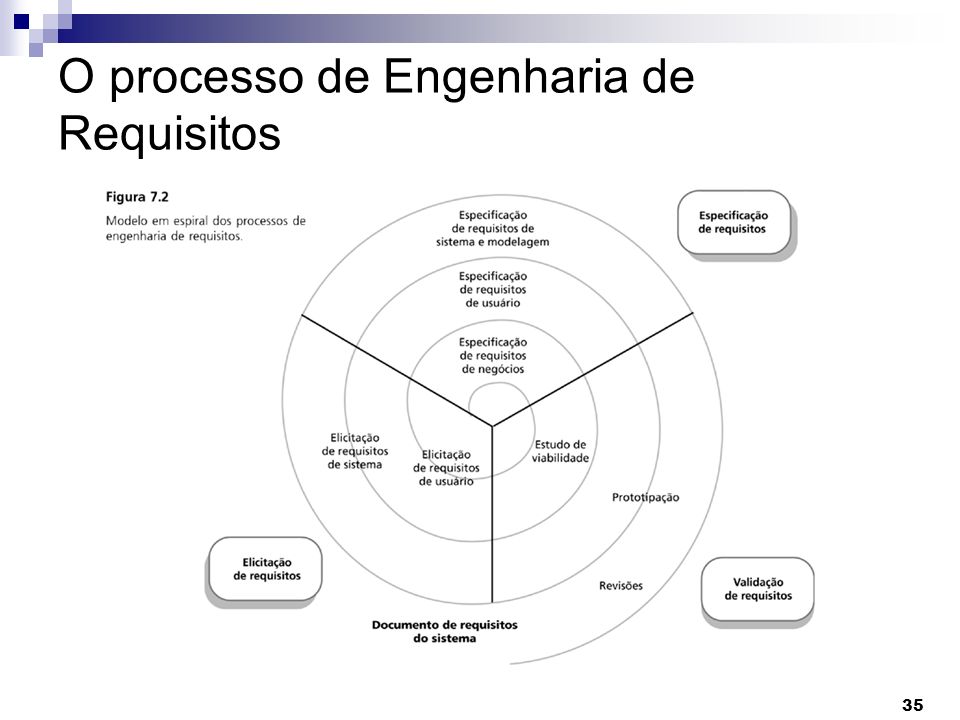 O processo de Engenharia de
Requisitos
Figura 7.2
Modelo em espiral dos processos de
engenharia de requisitos.
Especificação
de requisitos de
sistema e modelagem
Especificação
de requisitos
Especificação
de requisitos
de usuário
Especificação
de requisitos
de negócios
Elicitação
de requisitos
de sistema
Elicitação
de requisitos
de usuário
Estudo de
viabilidade
Prototipação
Revisões
Elicitação
de requisitos
Validação
de requisitos
Documento de requisitos
do sistema
35